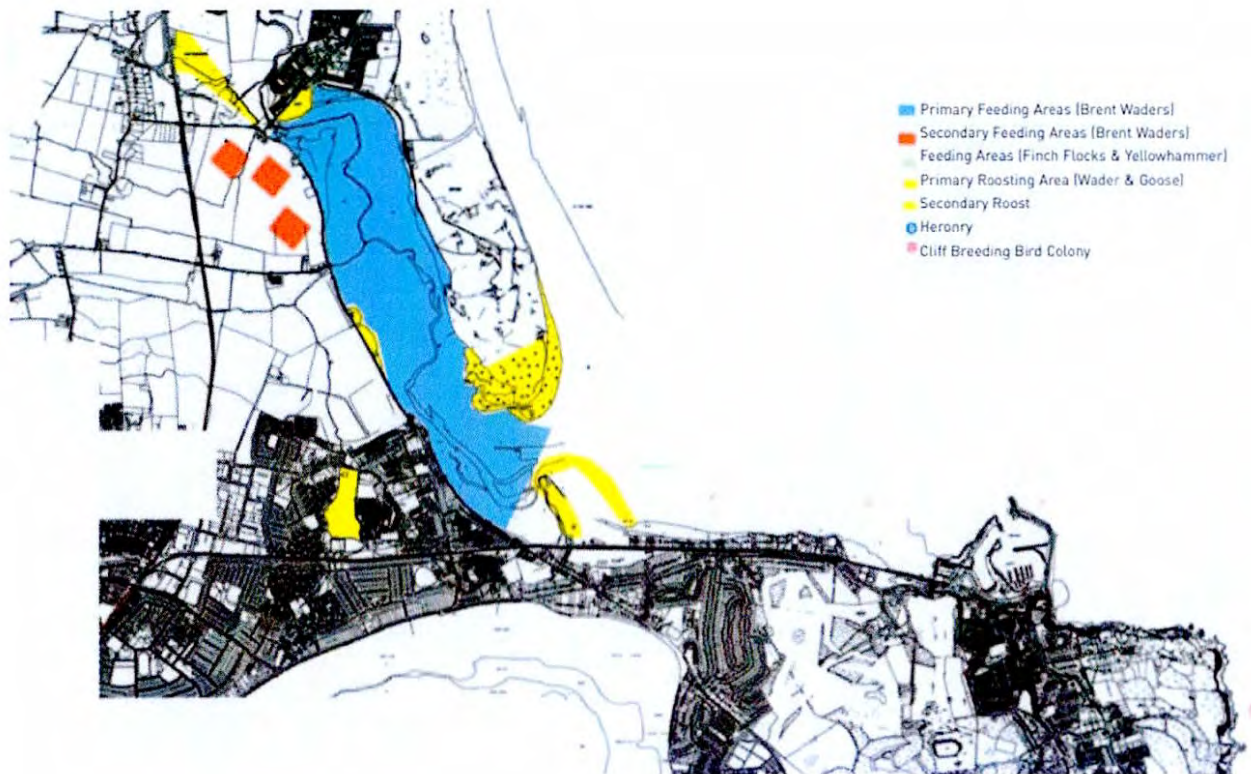 Primary Feeding Areas (Brent Waders)
Secondary Feeding Areas (Brent Waders)
Feeding Areas (Finch Flocks & Yellowhammer)
Primary Roosting Area (Wader & Goose)
Secondary Roost
Heronry
Cliff Breeding Bird Colony